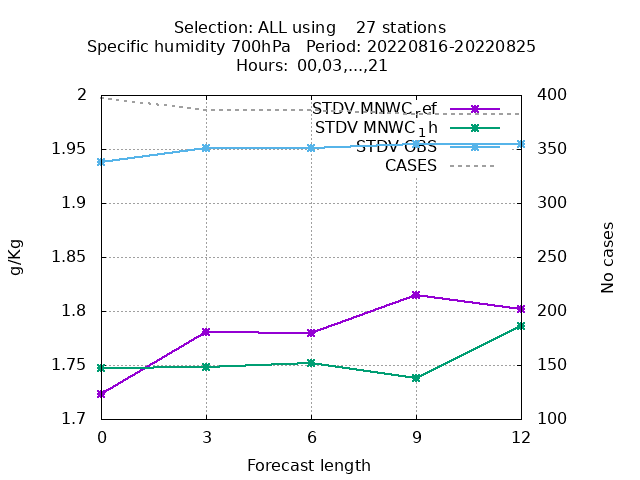 Selection: ALL using    27 stations
Specific humidity 700hPa   Period: 20220816-20220825
Hours: 00,03,...,21
2
1.95
1.9
1.85
1.8
1.75
1.7
400
350
300
250
200
150
100
STDV MNWC_ref
STDV MNWC_1h
STDV OBS
CASES
g/Kg
No cases
0 3 6 9 12
Forecast length